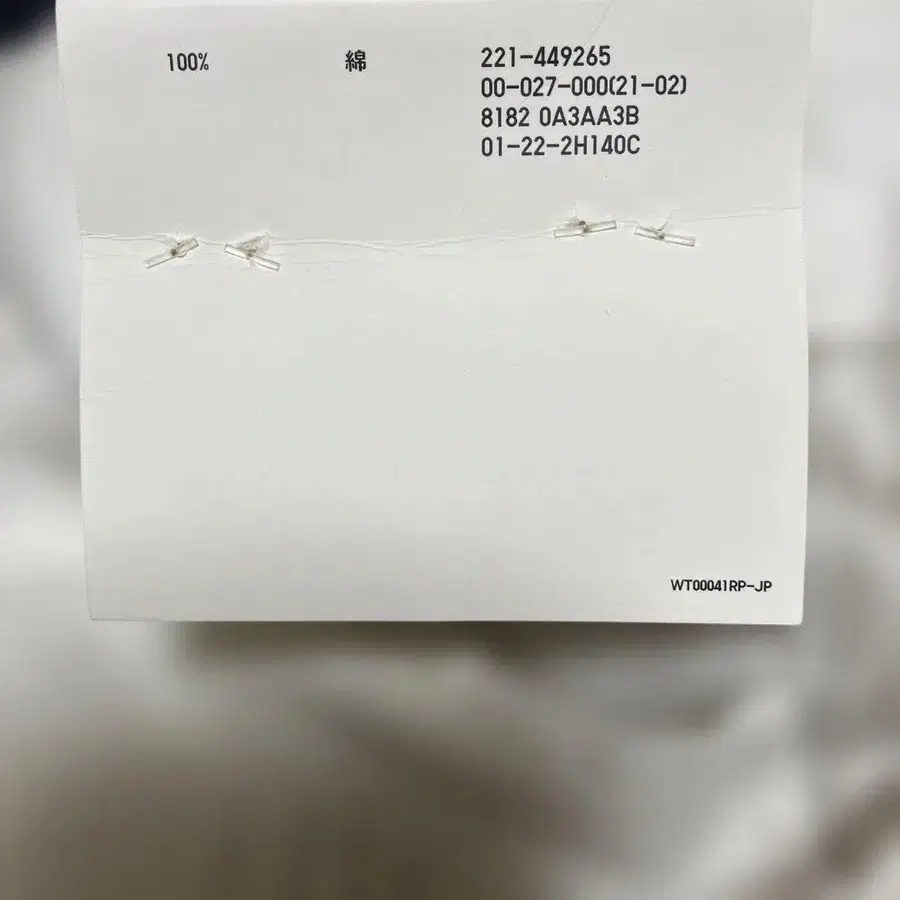 100% 綿
221-449265
00-027-000(21-02)
8182 0A3AA3B
01-22-2H140C
WT00041RP-JP